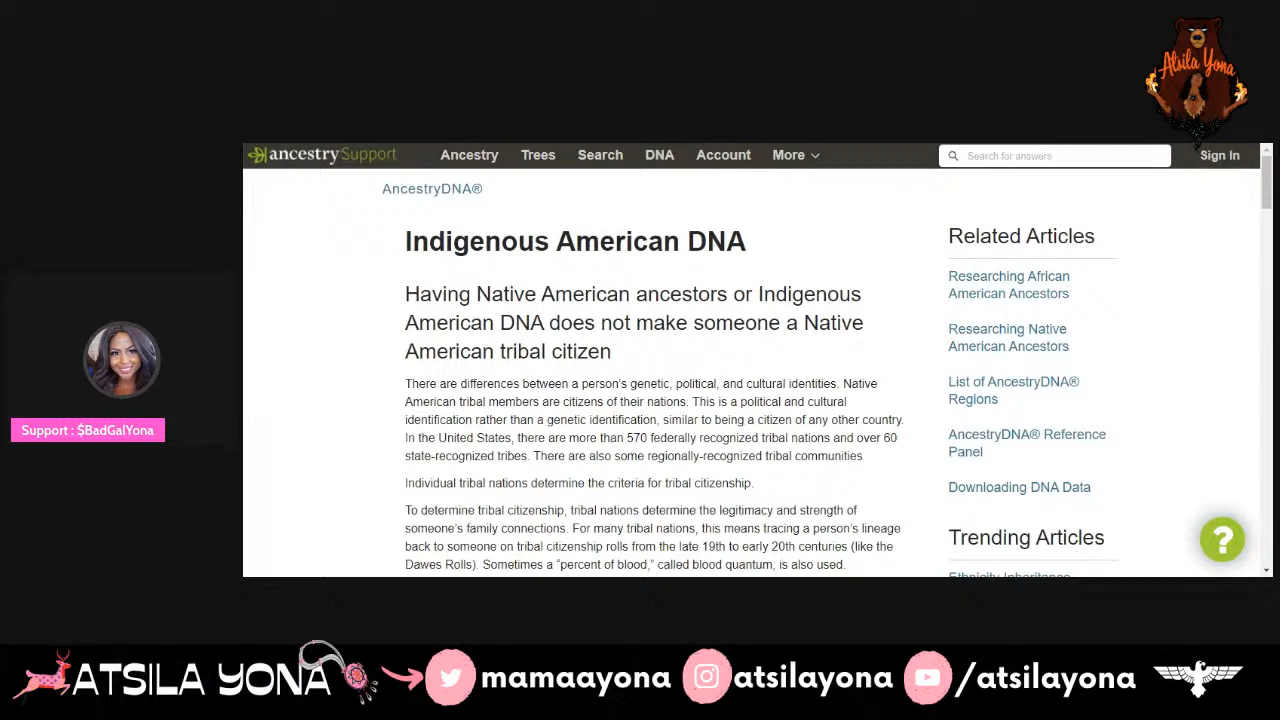 Atsila Yona
ancestrySupport
Ancestry Trees Search DNA Account More
Search for answers
Sign In
AncestryDNA®
Indigenous American DNA
Having Native American ancestors or Indigenous
American DNA does not make someone a Native
American tribal citizen
There are differences between a person's genetic, political, and cultural identities. Native
American tribal members are citizens of their nations. This is a political and cultural
identification rather than a genetic identification, similar to being a citizen of any other country.
In the United States, there are more than 570 federally recognized tribal nations and over 60
state-recognized tribes. There are also some regionally-recognized tribal communities
Individual tribal nations determine the criteria for tribal citizenship.
To determine tribal citizenship, tribal nations determine the legitimacy and strength of
someone's family connections. For many tribal nations, this means tracing a person's lineage
back to someone on tribal citizenship rolls from the late 19th to early 20th centuries (like the
Dawes Rolls). Sometimes a “percent of blood,” called blood quantum, is also used.
Related Articles
Researching African
American Ancestors
Researching Native
American Ancestors
List of AncestryDNA®
Regions
AncestryDNA® Reference
Panel
Downloading DNA Data
Trending Articles
Ethnicity Inheritance
?
Support : $BadGalYona
ATSILA YONA
mamaayona
atsilayona
/atsilayona